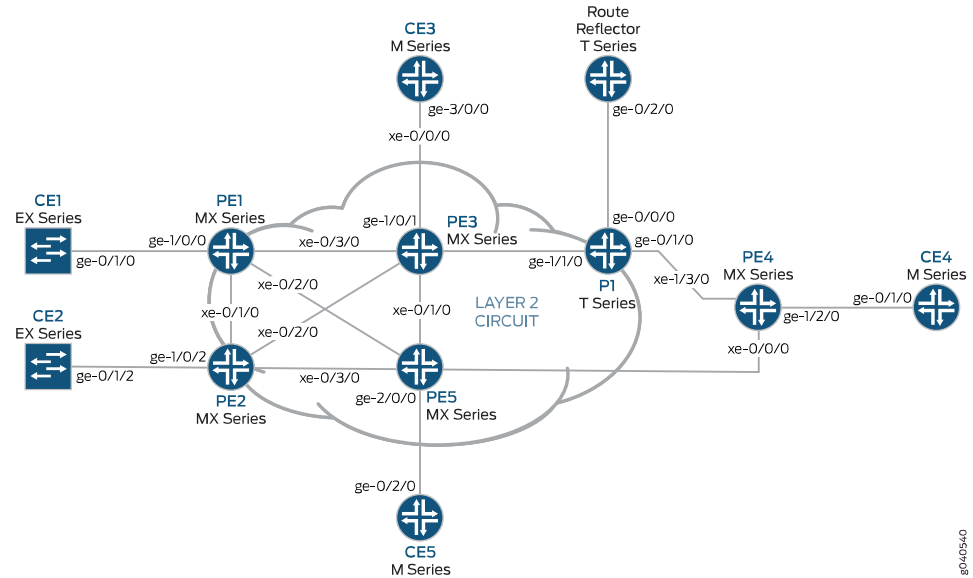 Route
Reflector
T Series
CE3
M Series
ge-0/2/0
ge-3/0/0
xe-0/0/0
CE1
EX Series
PE1
MX Series
ge-1/0/1
PE3
MX Series
ge-0/0/0
ge-1/0/0
xe-0/3/0
ge-0/1/0
ge-0/1/0
ge-1/1/0
PE4
MX Series
CE4
M Series
xe-0/2/0
xe-1/3/0
P1
T Series
ge-0/1/0
LAYER 2
CIRCUIT
xe-0/1/0
xe-0/1/0
ge-1/2/0
CE2
EX Series
xe-0/2/0
xe-0/0/0
ge-1/0/2
ge-0/1/2
xe-0/3/0
PE2
MX Series
ge-2/0/0
PE5
MX Series
ge-0/2/0
CE5
M Series
g040540